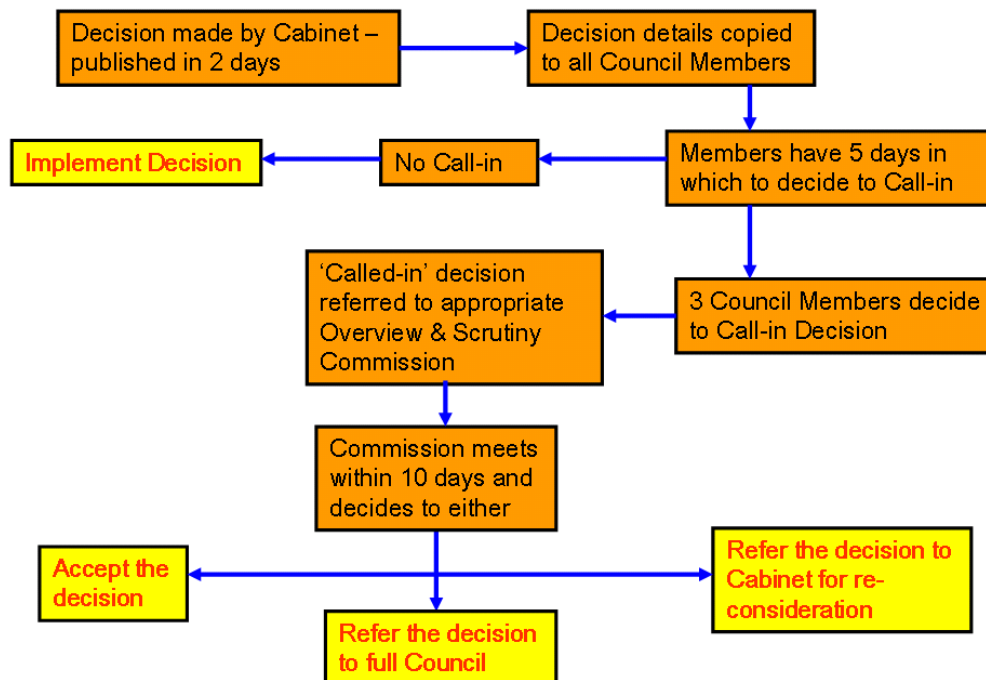 Decision made by Cabinet –
published in 2 days
Decision details copied
to all Council Members
Implement Decision
No Call-in
Members have 5 days in
which to decide to Call-in
‘Called-in’ decision
referred to appropriate
Overview & Scrutiny
Commission
3 Council Members decide
to Call-in Decision
Commission meets
within 10 days and
decides to either
Accept the
decision
Refer the decision to
Cabinet for re-
consideration
Refer the decision
to full Council